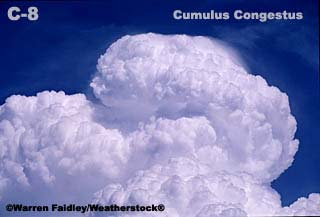 C-8
Cumulus Congestus
©Warren Faidley/Weatherstock®